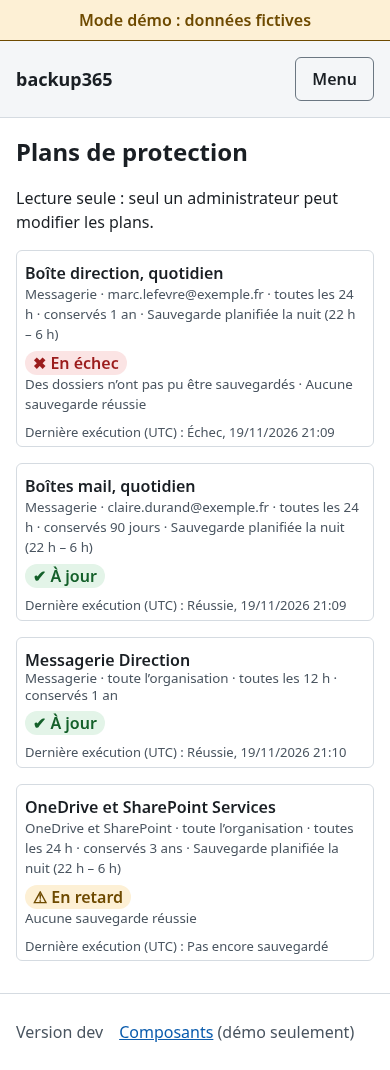 Mode démo : données fictives
backup365
Menu
Plans de protection
Lecture seule : seul un administrateur peut
modifier les plans.
Boîte direction, quotidien
Messagerie · marc.lefevre@exemple.fr · toutes les 24
h · conservés 1 an · Sauvegarde planifiée la nuit (22 h
– 6 h)
✖ En échec
Des dossiers n’ont pas pu être sauvegardés · Aucune
sauvegarde réussie
Dernière exécution (UTC) : Échec, 19/11/2026 21:09
Boîtes mail, quotidien
Messagerie · claire.durand@exemple.fr · toutes les 24
h · conservés 90 jours · Sauvegarde planifiée la nuit
(22 h – 6 h)
✔ À jour
Dernière exécution (UTC) : Réussie, 19/11/2026 21:09
Messagerie Direction
Messagerie · toute l’organisation · toutes les 12 h ·
conservés 1 an
✔ À jour
Dernière exécution (UTC) : Réussie, 19/11/2026 21:10
OneDrive et SharePoint Services
OneDrive et SharePoint · toute l’organisation · toutes
les 24 h · conservés 3 ans · Sauvegarde planifiée la
nuit (22 h – 6 h)
⚠ En retard
Aucune sauvegarde réussie
Dernière exécution (UTC) : Pas encore sauvegardé
Version dev Composants (démo seulement)